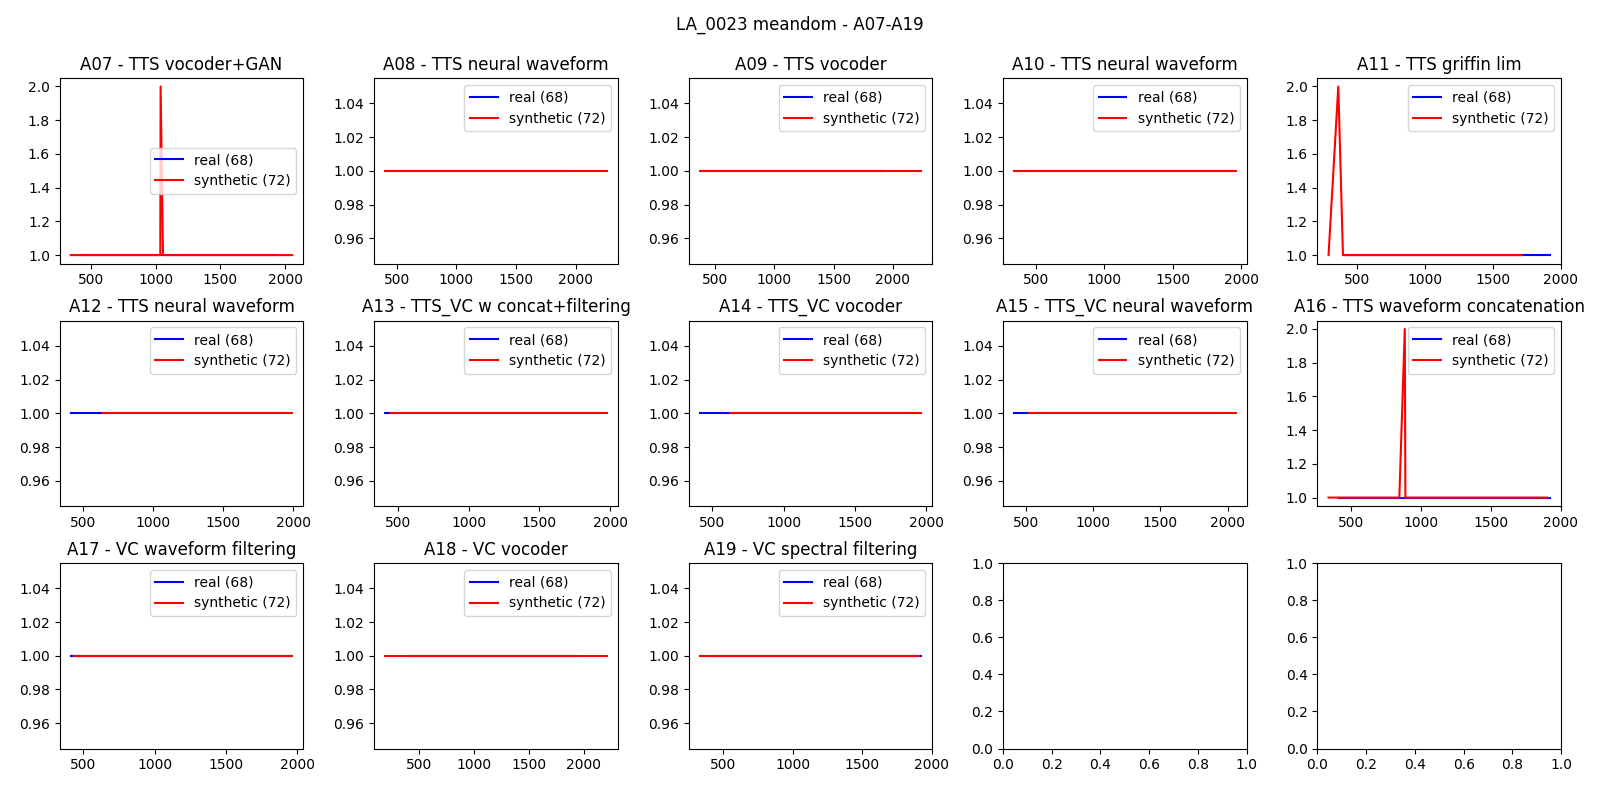 LA_0023 meandom - A07-A19
A07 - TTS vocoder+GAN
2.0
1.8
1.6
1.4
1.2
1.0
real (68)
synthetic (72)
500 1000 1500 2000
A08 - TTS neural waveform
1.04
1.02
1.00
0.98
0.96
real (68)
synthetic (72)
500 1000 1500 2000
A09 - TTS vocoder
1.04
1.02
1.00
0.98
0.96
real (68)
synthetic (72)
500 1000 1500 2000
A10 - TTS neural waveform
1.04
1.02
1.00
0.98
0.96
real (68)
synthetic (72)
500 1000 1500 2000
A11 - TTS griffin lim
2.0
1.8
1.6
1.4
1.2
1.0
real (68)
synthetic (72)
500 1000 1500 2000
A12 - TTS neural waveform
1.04
1.02
1.00
0.98
0.96
real (68)
synthetic (72)
500 1000 1500 2000
A13 - TTS_VC w concat+filtering
1.04
1.02
1.00
0.98
0.96
real (68)
synthetic (72)
500 1000 1500 2000
A14 - TTS_VC vocoder
1.04
1.02
1.00
0.98
0.96
real (68)
synthetic (72)
500 1000 1500 2000
A15 - TTS_VC neural waveform
1.04
1.02
1.00
0.98
0.96
real (68)
synthetic (72)
500 1000 1500 2000
A16 - TTS waveform concatenation
2.0
1.8
1.6
1.4
1.2
1.0
real (68)
synthetic (72)
500 1000 1500 2000
A17 - VC waveform filtering
1.04
1.02
1.00
0.98
0.96
real (68)
synthetic (72)
500 1000 1500 2000
A18 - VC vocoder
1.04
1.02
1.00
0.98
0.96
real (68)
synthetic (72)
500 1000 1500 2000
A19 - VC spectral filtering
1.04
1.02
1.00
0.98
0.96
real (68)
synthetic (72)
500 1000 1500 2000
1.0
0.8
0.6
0.4
0.2
0.0
0.0 0.2 0.4 0.6 0.8 1.0
1.0
0.8
0.6
0.4
0.2
0.0
0.0 0.2 0.4 0.6 0.8 1.0